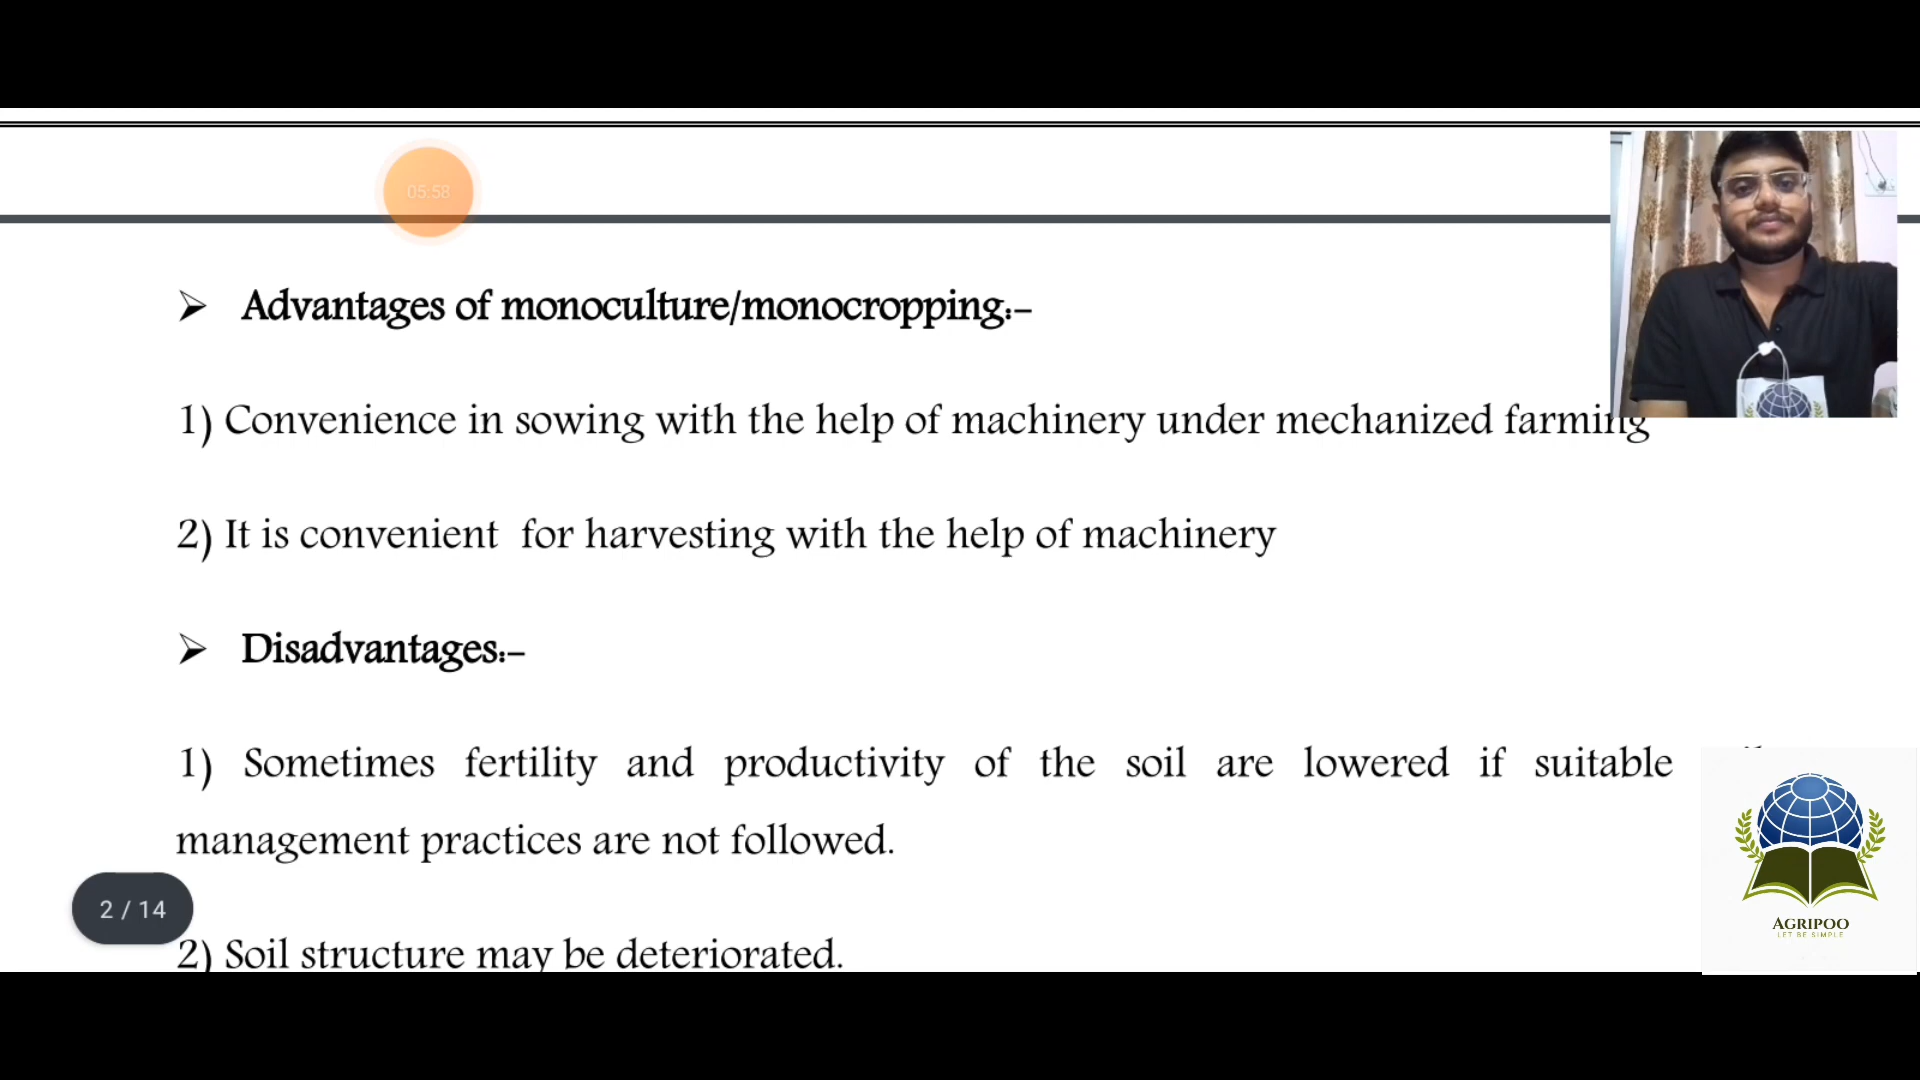 05:58
➢ Advantages of monoculture/monocropping:-
1) Convenience in sowing with the help of machinery under mechanized farming
2) It is convenient for harvesting with the help of machinery
➢ Disadvantages:-
1) Sometimes fertility and productivity of the soil are lowered if suitable
management practices are not followed.
2 / 14
2) Soil structure may be deteriorated.
AGRIPOO
LET BE SIMPLE